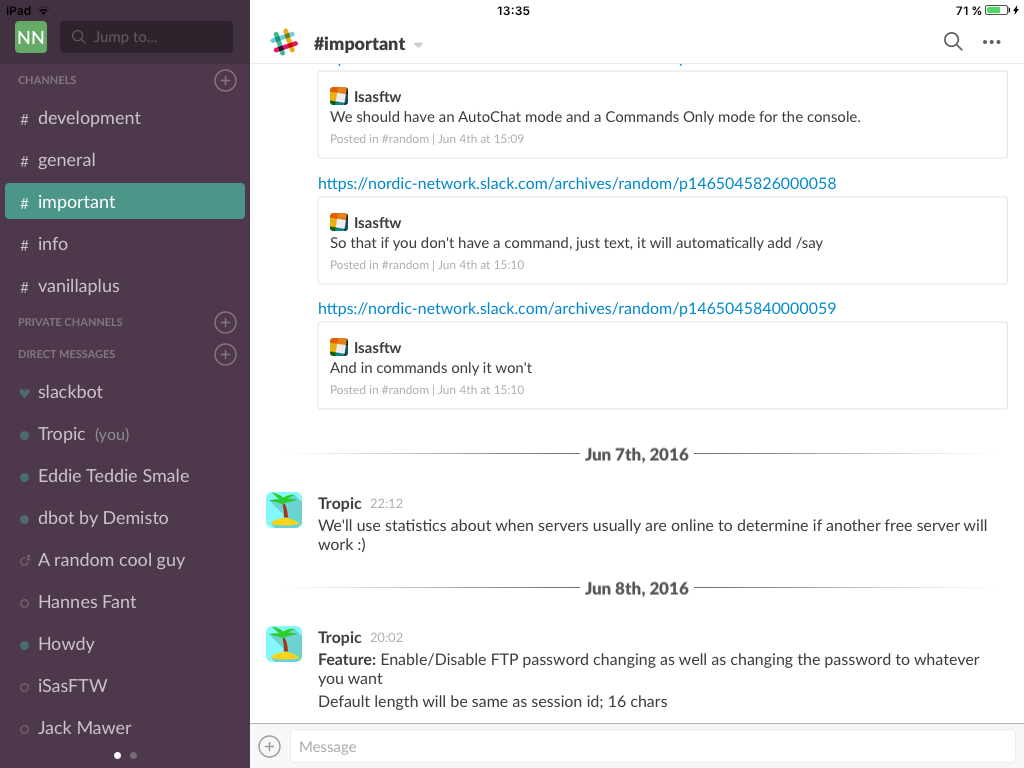 iPad 13:35 71 %
NN Jump to...
CHANNELS
# development
# general
# important
# info
# vanillaplus
PRIVATE CHANNELS
DIRECT MESSAGES
slackbot
Tropic (you)
Eddie Teddie Smale
dbot by Demisto
A random cool guy
Hannes Fant
Howdy
iSasFTW
Jack Mawer
#important
Isasftw
We should have an AutoChat mode and a Commands Only mode for the console.
Posted in #random | Jun 4th at 15:09
https://nordic-network.slack.com/archives/random/p1465045826000058
Isasftw
So that if you don't have a command, just text, it will automatically add /say
Posted in #random | Jun 4th at 15:10
https://nordic-network.slack.com/archives/random/p1465045840000059
Isasftw
And in commands only it won't
Posted in #random | Jun 4th at 15:10
Jun 7th, 2016
Tropic 22:12
We'll use statistics about when servers usually are online to determine if another free server will
work :)
Jun 8th, 2016
Tropic 20:02
Feature: Enable/Disable FTP password changing as well as changing the password to whatever
you want
Default length will be same as session id; 16 chars
Message